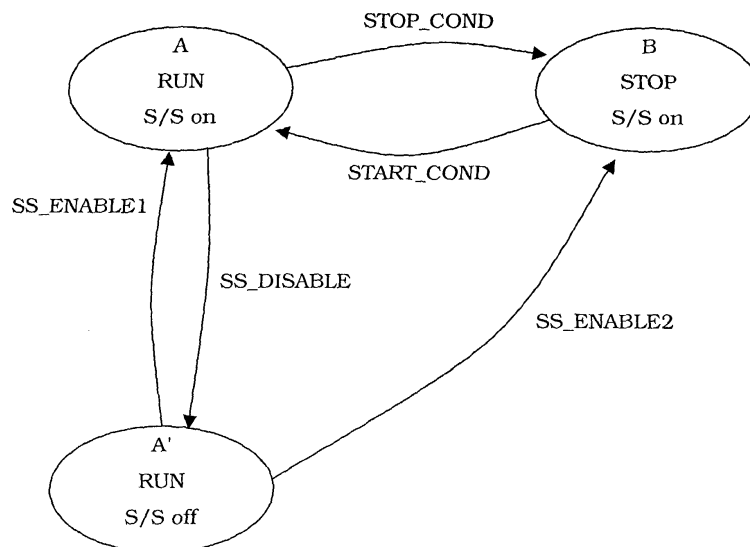 STOP_COND
A
RUN
S/S on
B
STOP
S/S on
START_COND
SS_ENABLE1
SS_DISABLE
SS_ENABLE2
A'
RUN
S/S off